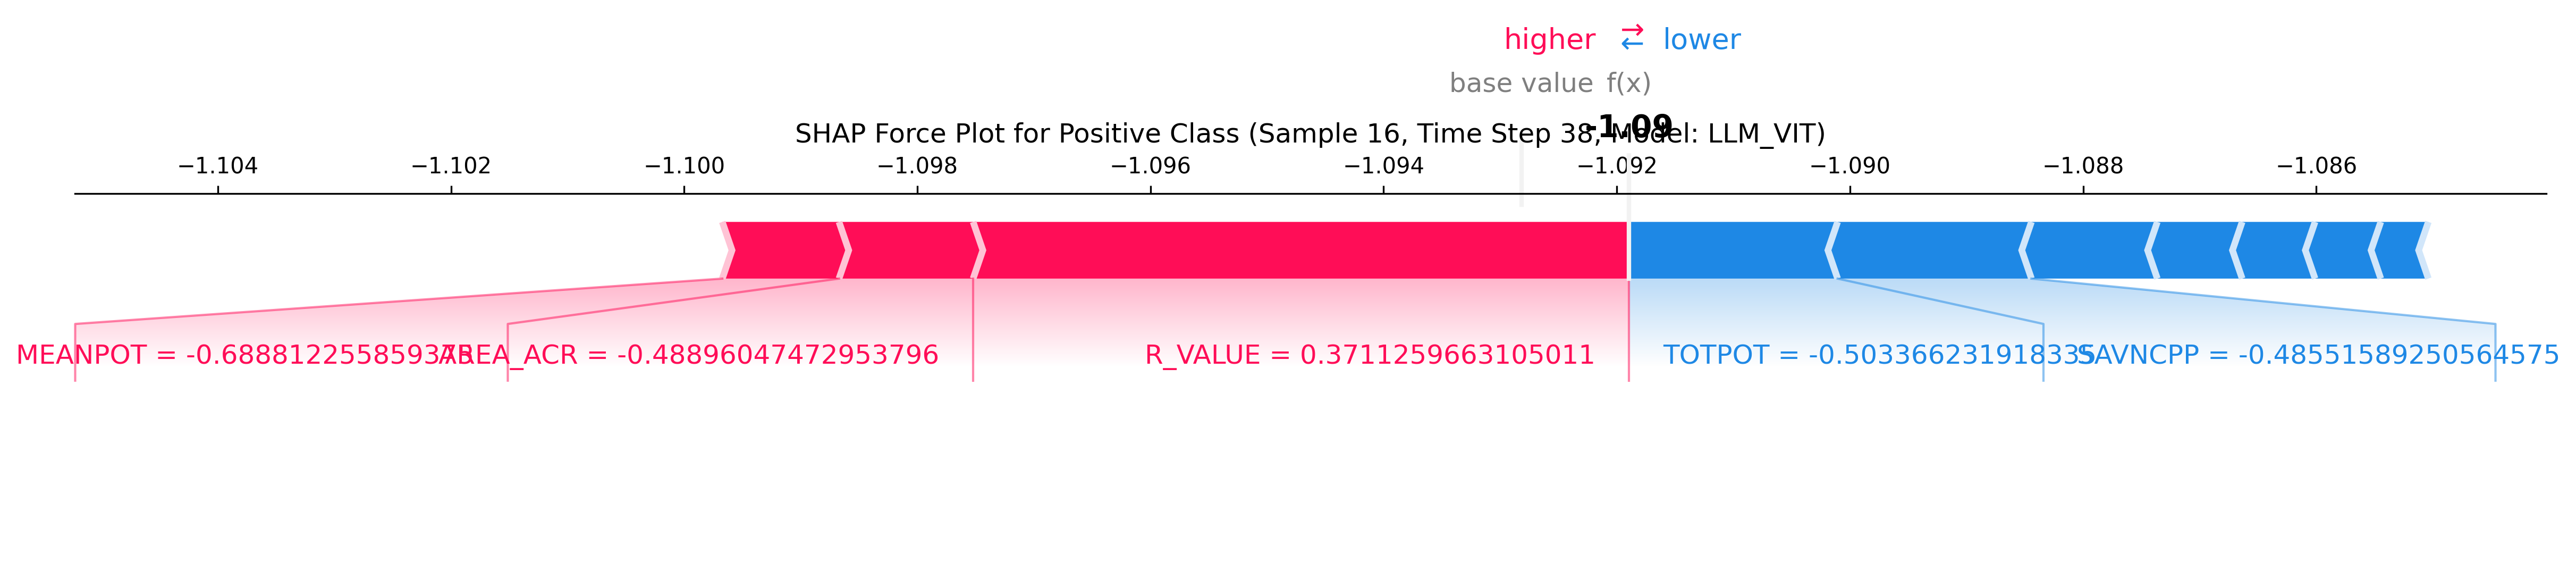 higher ⇄ lower
base value f(x)
-1.09
SHAP Force Plot for Positive Class (Sample 16, Time Step 38, Model: LLM_VIT)
−1.104 −1.102 −1.100 −1.098 −1.096 −1.094 −1.092 −1.090 −1.088 −1.086
MEANPOT = -0.688812255859375 AREA_ACR = -0.48896047472953796 R_VALUE = 0.3711259663105011 TOTPOT = -0.503366231918335 SAVNCPP = -0.48551589250564575